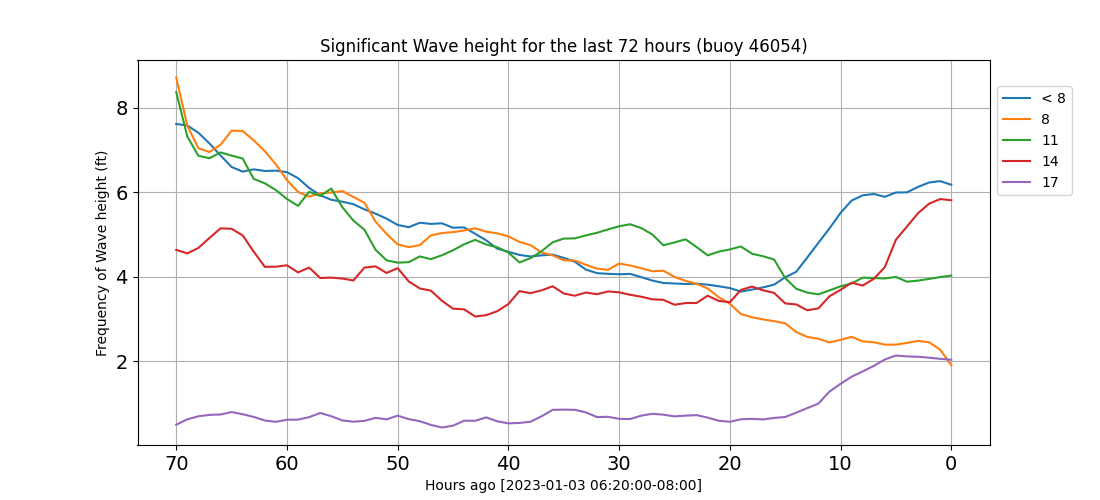 Significant Wave height for the last 72 hours (buoy 46054)
Frequency of Wave height (ft)
8
6
4
2
70 60 50 40 30 20 10 0
Hours ago [2023-01-03 06:20:00-08:00]
< 8
8
11
14
17